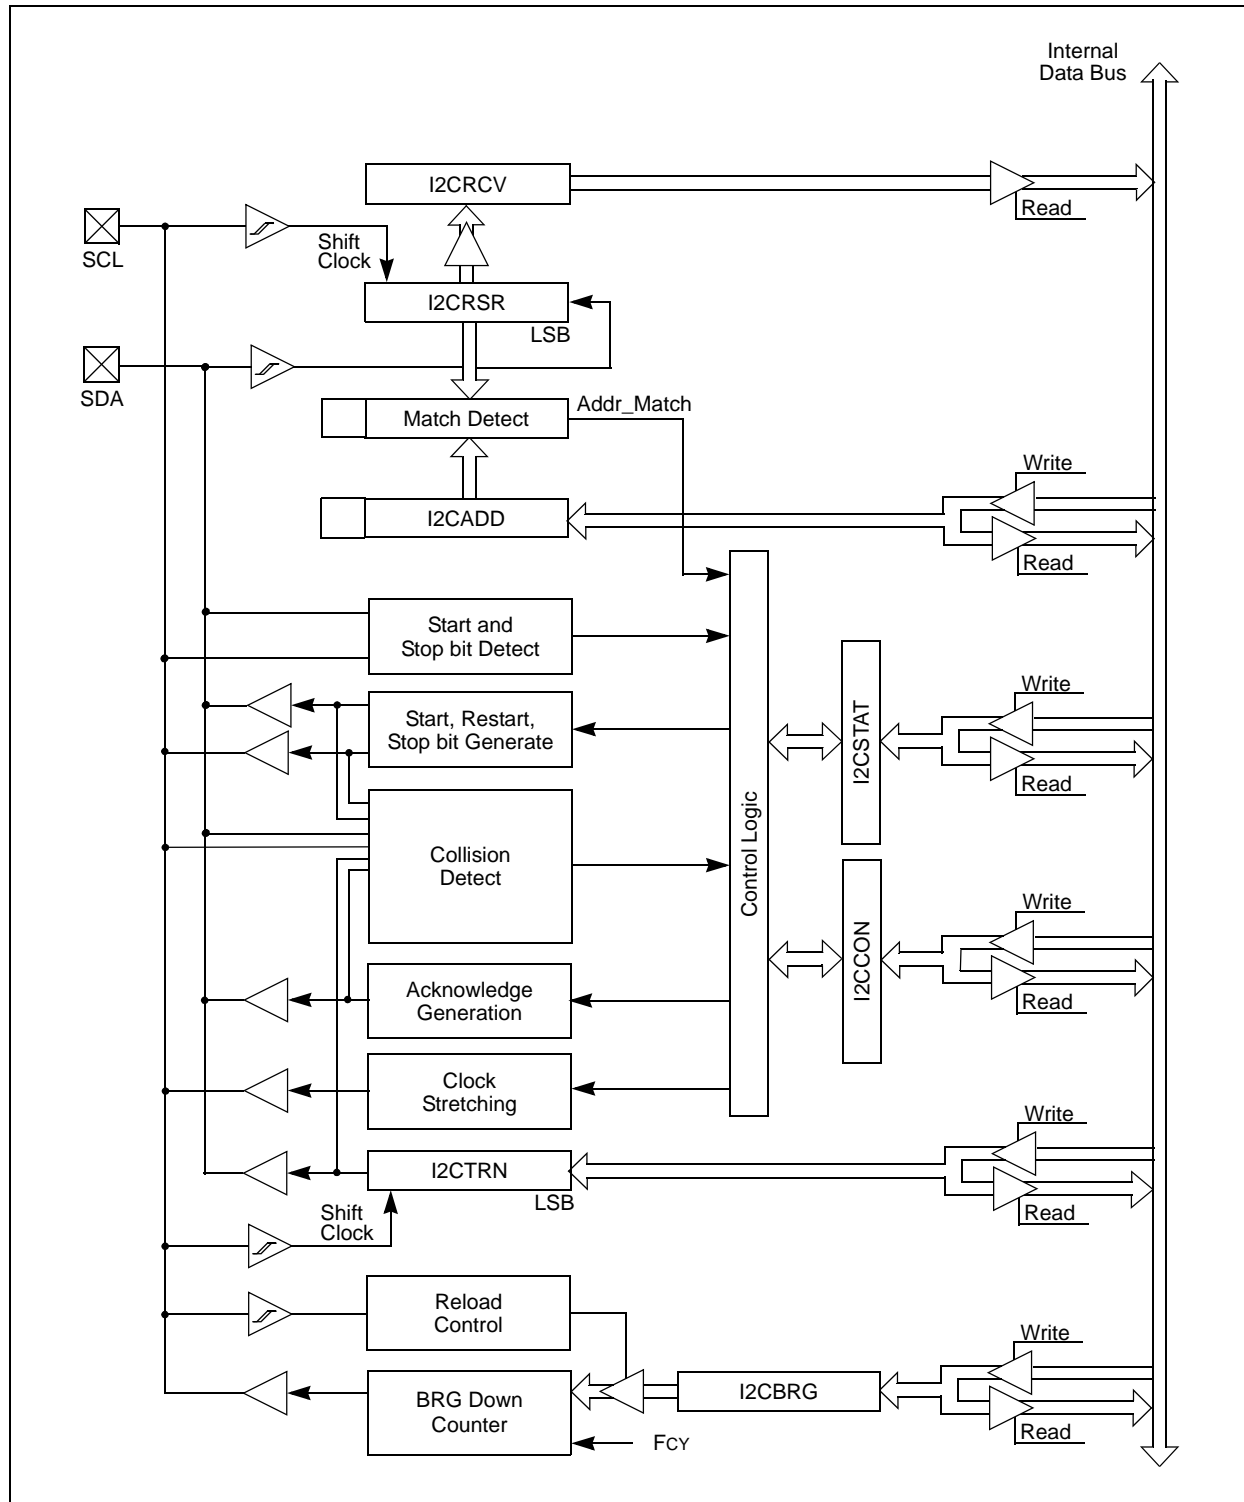 Internal
Data Bus
I2CRCV
Read
SCL
Shift
Clock
I2CRSR
LSB
SDA
Match Detect
Addr_Match
Write
I2CADD
Read
Start and
Stop bit Detect
Start, Restart,
Stop bit Generate
Collision
Detect
Acknowledge
Generation
Clock
Stretching
Control Logic
I2CSTAT
Write
Read
I2CCON
Write
Read
I2CTRN
LSB
Write
Read
Shift
Clock
Reload
Control
BRG Down
Counter
FCY
I2CBRG
Write
Read